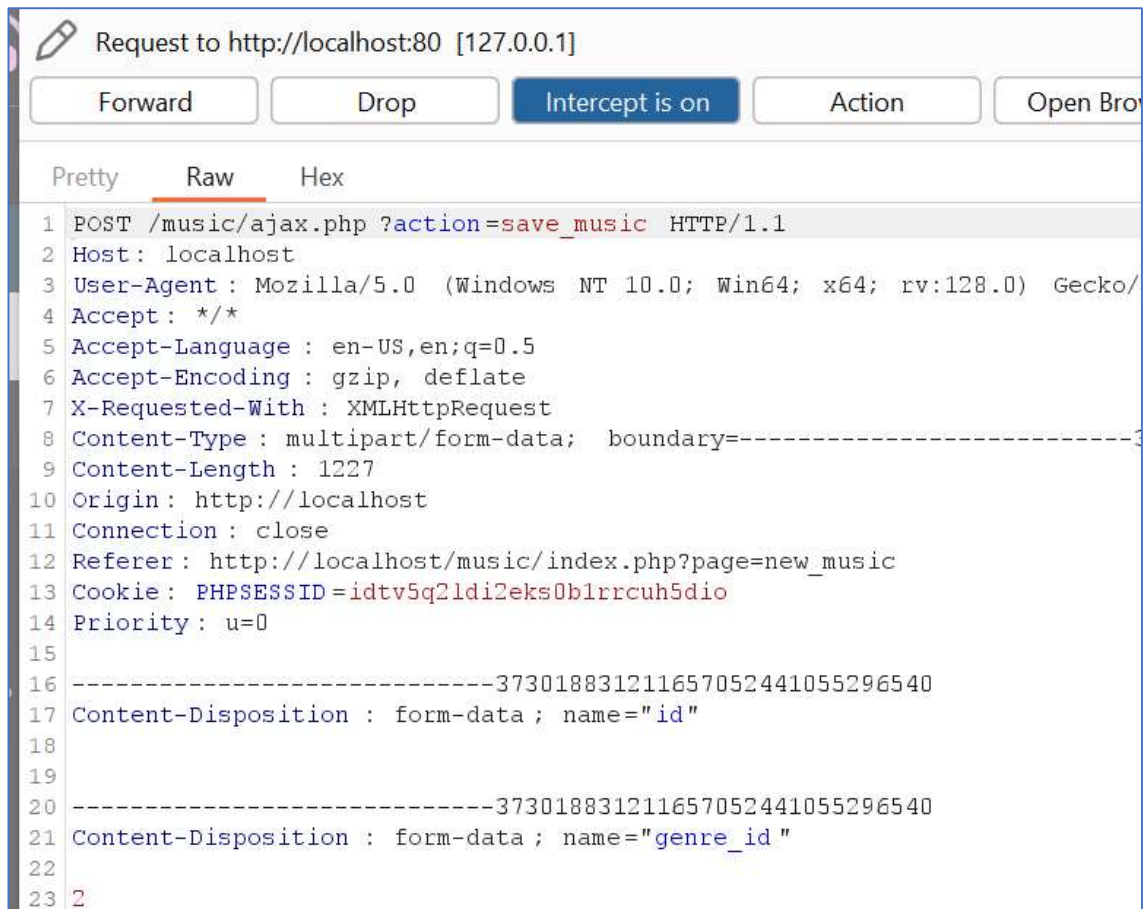 Request to http://localhost:80 [127.0.0.1]
Forward Drop Intercept is on Action Open Bro
Pretty Raw Hex
1 POST /music/ajax.php ?action=save_music HTTP/1.1
2 Host: localhost
3 User-Agent : Mozilla/5.0 (Windows NT 10.0; Win64; x64; rv:128.0) Gecko/
4 Accept: */*
5 Accept-Language : en-US,en;q=0.5
6 Accept-Encoding : gzip, deflate
7 X-Requested-With : XMLHttpRequest
8 Content-Type : multipart/form-data; boundary=---------------------------3
9 Content-Length : 1227
10 Origin: http://localhost
11 Connection : close
12 Referer: http://localhost/music/index.php?page=new_music
13 Cookie: PHPSESSID=idtv5q2ldi2eks0b1rrcuh5dio
14 Priority: u=0
15
16 -----------------------------373018831211657052441055296540
17 Content-Disposition : form-data; name="id"
18
19
20 -----------------------------373018831211657052441055296540
21 Content-Disposition : form-data; name="genre_id"
22
23 2